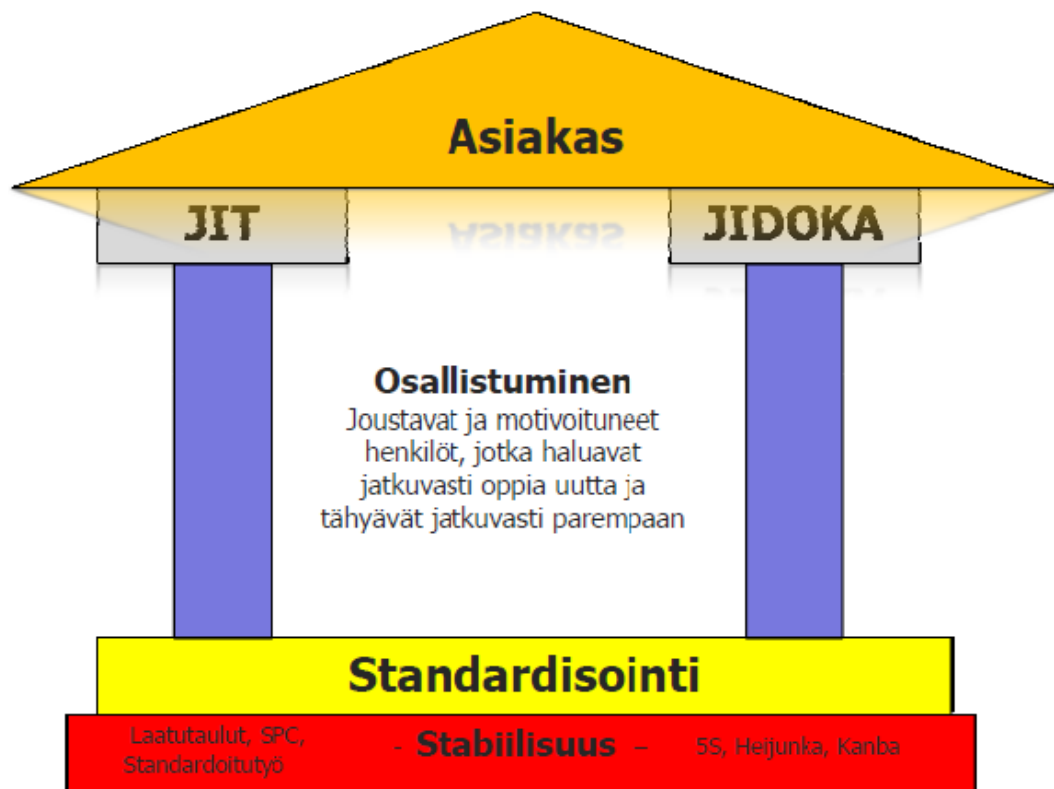 Asiakas
JIT
JIDOKA
Osallistuminen
Joustavat ja motivoituneet
henkilöt, jotka haluavat
jatkuvasti oppia uutta ja
tähyävät jatkuvasti parempaan
Standardisointi
Laatutaulut, SPC,
Standardoitutyö
- Stabiilisuus –
5S, Heijunka, Kanba